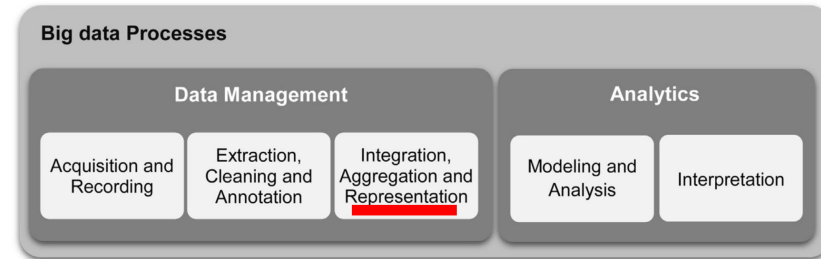 Big data Processes
Data Management
Acquisition and
Recording
Extraction,
Cleaning and
Annotation
Integration,
Aggregation and
Representation
Analytics
Modeling and
Analysis
Interpretation